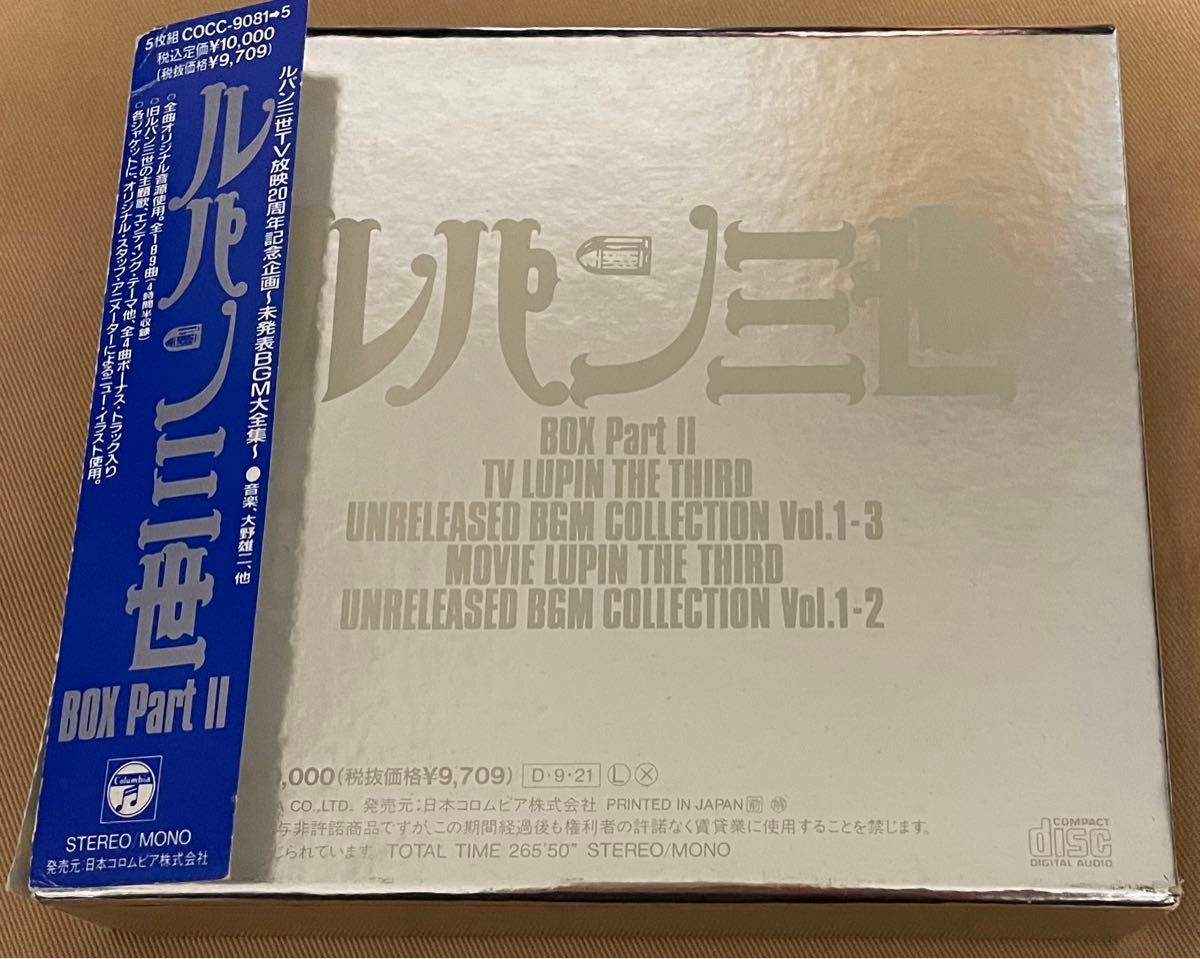 5枚組 COCC-9081➡5
税込定価¥10,000
(税抜価格¥9,709)
ルパン三世TV放映20周年記念企画〜未発表BGM大全集〜 ●音楽、大野雄二、他
ルパン三世
○全曲オリジナル音源使用。全189曲(4時間半収録)
○旧ルパン三世の主題歌、エンディング・テーマ他、全4曲ボーナス・トラック入り
○各ジャケットに、オリジナル・スタッフ・アニメーターによるニュー・イラスト使用。
BOX Part II
Columbia
STEREO/MONO
発売元:日本コロムビア株式会社
ルパン三世
BOX Part II
TV LUPIN THE THIRD
UNRELEASED BGM COLLECTION Vol.1-3
MOVIE LUPIN THE THIRD
UNRELEASED BGM COLLECTION Vol.1-2
,000(税抜価格¥9,709) D・9・21 Ⓛ Ⓧ
A CO.,LTD. 発売元:日本コロムビア株式会社 PRINTED IN JAPAN
与非許諾商品ですが、この期間経過後も権利者の許諾なく賃貸業に使用することを禁じます。
じられています。 TOTAL TIME 265'50" STEREO/MONO
COMPACT
disc
DIGITAL AUDIO